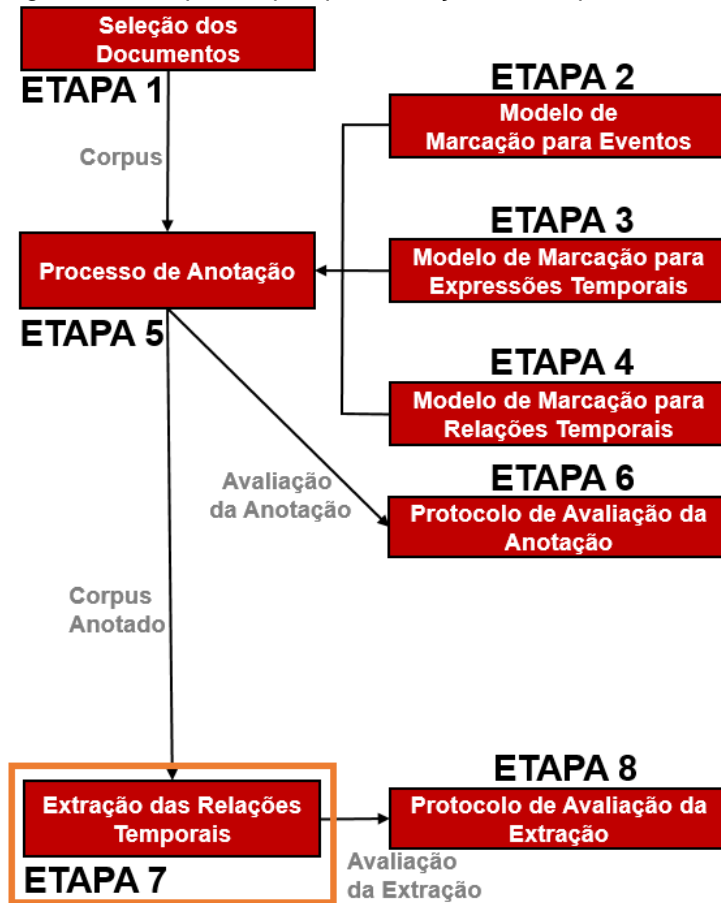 Seleção dos
Documentos
ETAPA 1
Corpus
ETAPA 2
Modelo de
Marcação para Eventos
ETAPA 3
Modelo de Marcação para
Expressões Temporais
Processo de Anotação
ETAPA 5
ETAPA 4
Modelo de Marcação para
Relações Temporais
Avaliação
da Anotação
ETAPA 6
Protocolo de Avaliação da
Anotação
Corpus
Anotado
Extração das Relações
Temporais
ETAPA 7
Avaliação
da Extração
ETAPA 8
Protocolo de Avaliação da
Extração